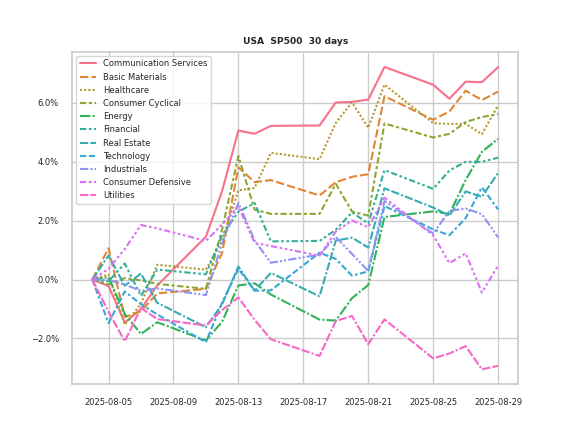 USA SP500 30 days
Communication Services
Basic Materials
Healthcare
Consumer Cyclical
Energy
Financial
Real Estate
Technology
Industrials
Consumer Defensive
Utilities
6.0%
4.0%
2.0%
0.0%
−2.0%
2025-08-05 2025-08-09 2025-08-13 2025-08-17 2025-08-21 2025-08-25 2025-08-29